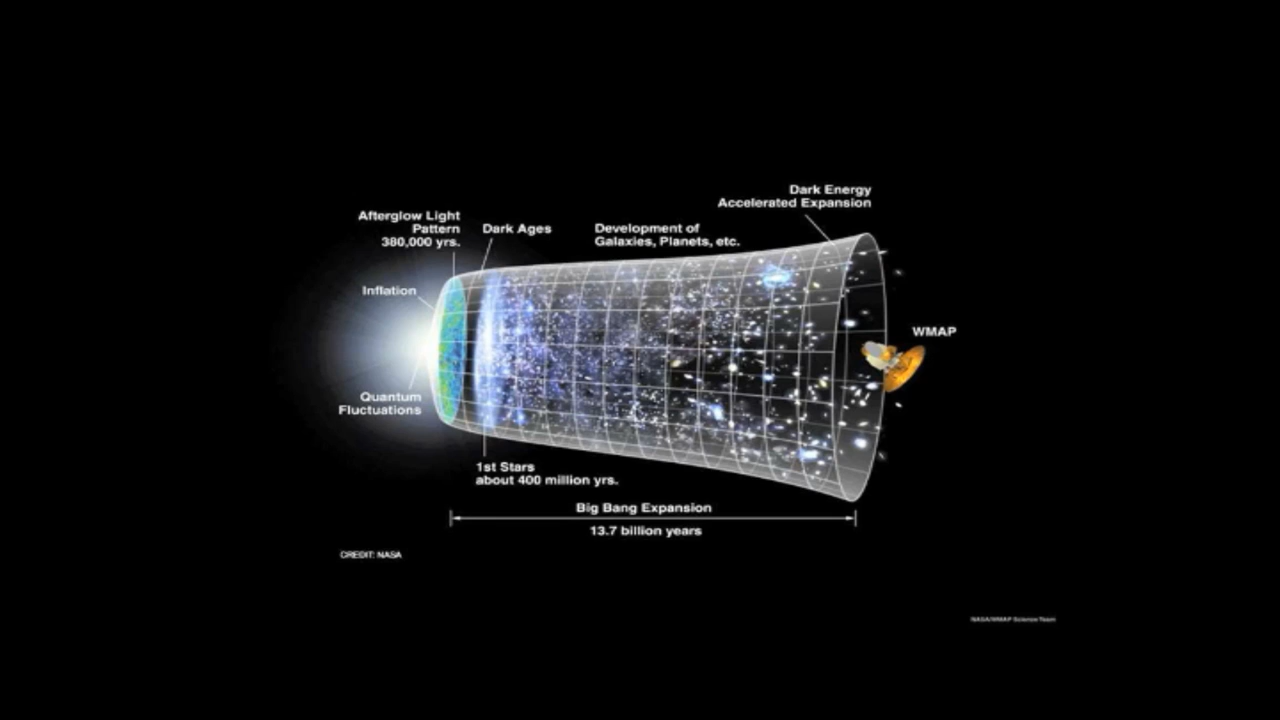 Dark Energy
Accelerated Expansion
Afterglow Light
Pattern
380,000 yrs.
Dark Ages
Development of
Galaxies, Planets, etc.
Inflation
WMAP
Quantum
Fluctuations
1st Stars
about 400 million yrs.
Big Bang Expansion
13.7 billion years
CREDIT: NASA
NASA/WMAP Science Team